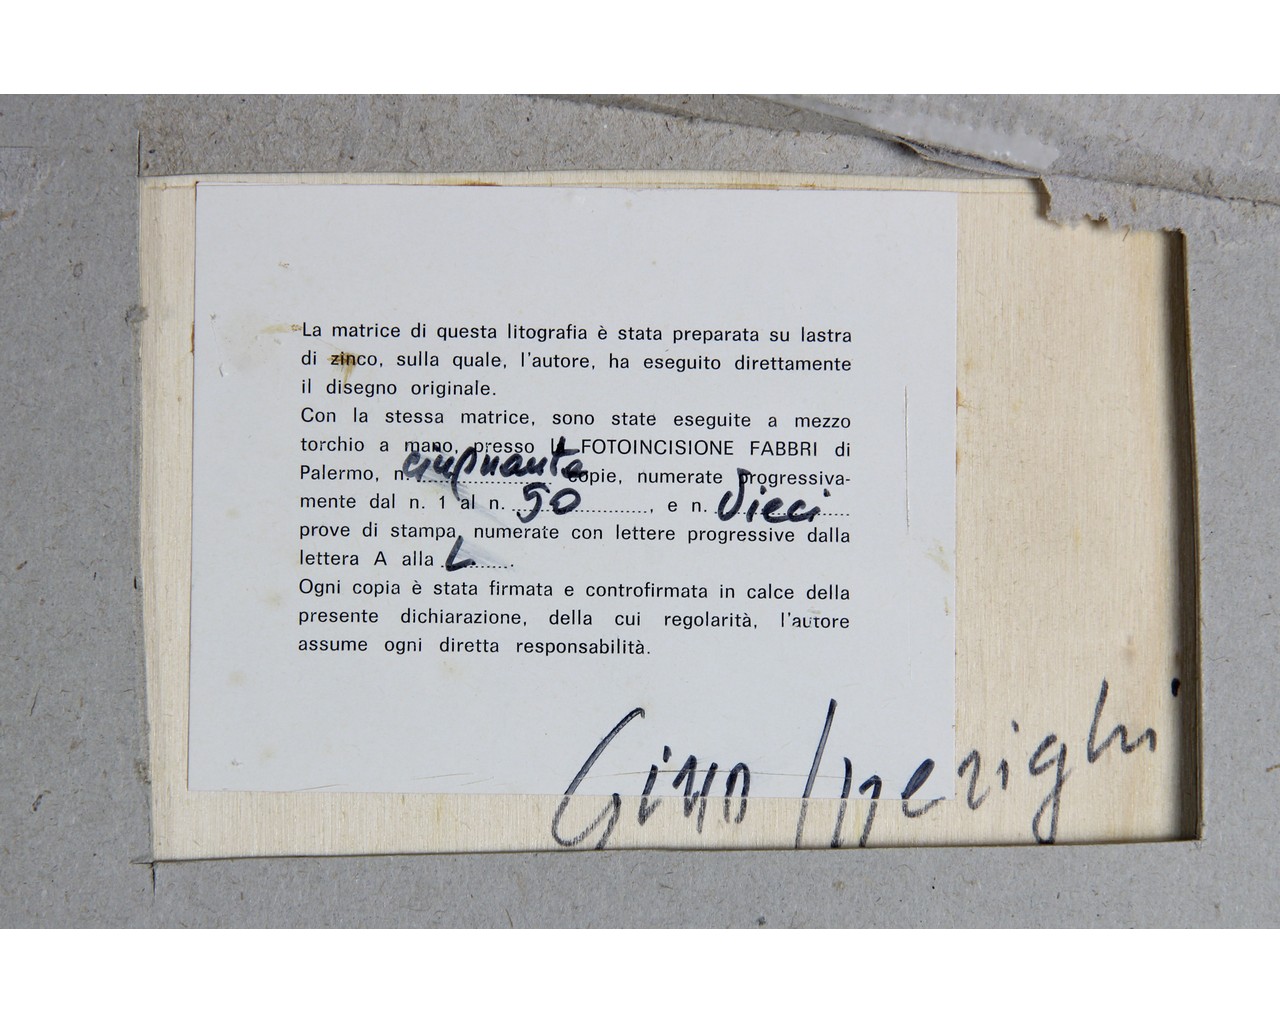 La matrice di questa litografia è stata preparata su lastra
di zinco, sulla quale, l'autore, ha eseguito direttamente
il disegno originale.
Con la stessa matrice, sono state eseguite a mezzo
torchio a mano, presso la FOTOINCISIONE FABBRI di
Palermo, n. cinquanta copie, numerate progressiva-
mente dal n. 1 al n. 50, e n. Dieci
prove di stampa, numerate con lettere progressive dalla
lettera A alla L.
Ogni copia è stata firmata e controfirmata in calce della
presente dichiarazione, della cui regolarità, l'autore
assume ogni diretta responsabilità.
Gino